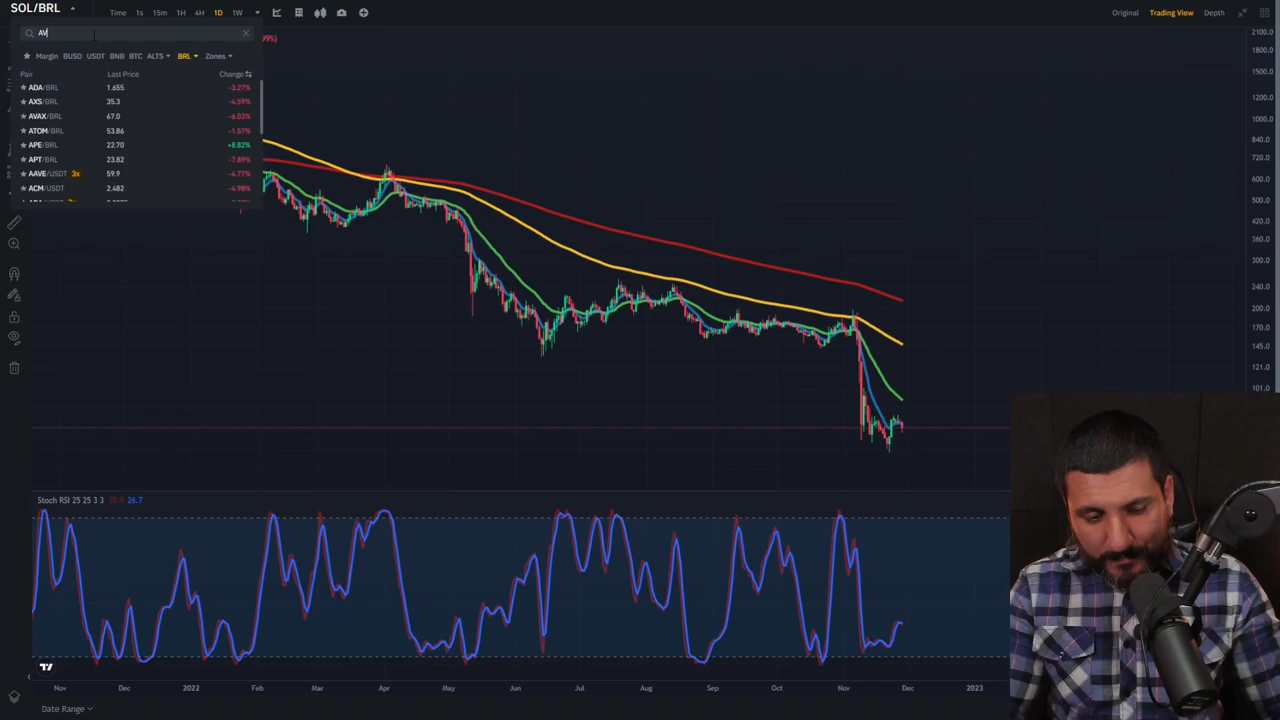 SOL/BRL
Time 1s 15m 1H 4H 1D 1W
Original Trading View Depth
AV
99%)
Margin BUSD USDT BNB BTC ALTS BRL Zones
Pair Last Price Change
ADA/BRL 1.655 -3.27%
AXS/BRL 35.3 -4.59%
AVAX/BRL 67.0 -6.03%
ATOM/BRL 53.86 -1.57%
APE/BRL 22.70 +8.82%
APT/BRL 23.82 -7.89%
AAVE/USDT 3x 59.9 -4.77%
ACM/USDT 2.482 -4.98%
2100.0
1800.0
1500.0
1200.0
1000.0
840.0
720.0
600.0
500.0
420.0
360.0
300.0
240.0
200.0
170.0
145.0
121.0
101.0
Stoch RSI 25 25 3 3 25.9 26.7
Nov Dec 2022 Feb Mar Apr May Jun Jul Aug Sep Oct Nov Dec 2023
Date Range